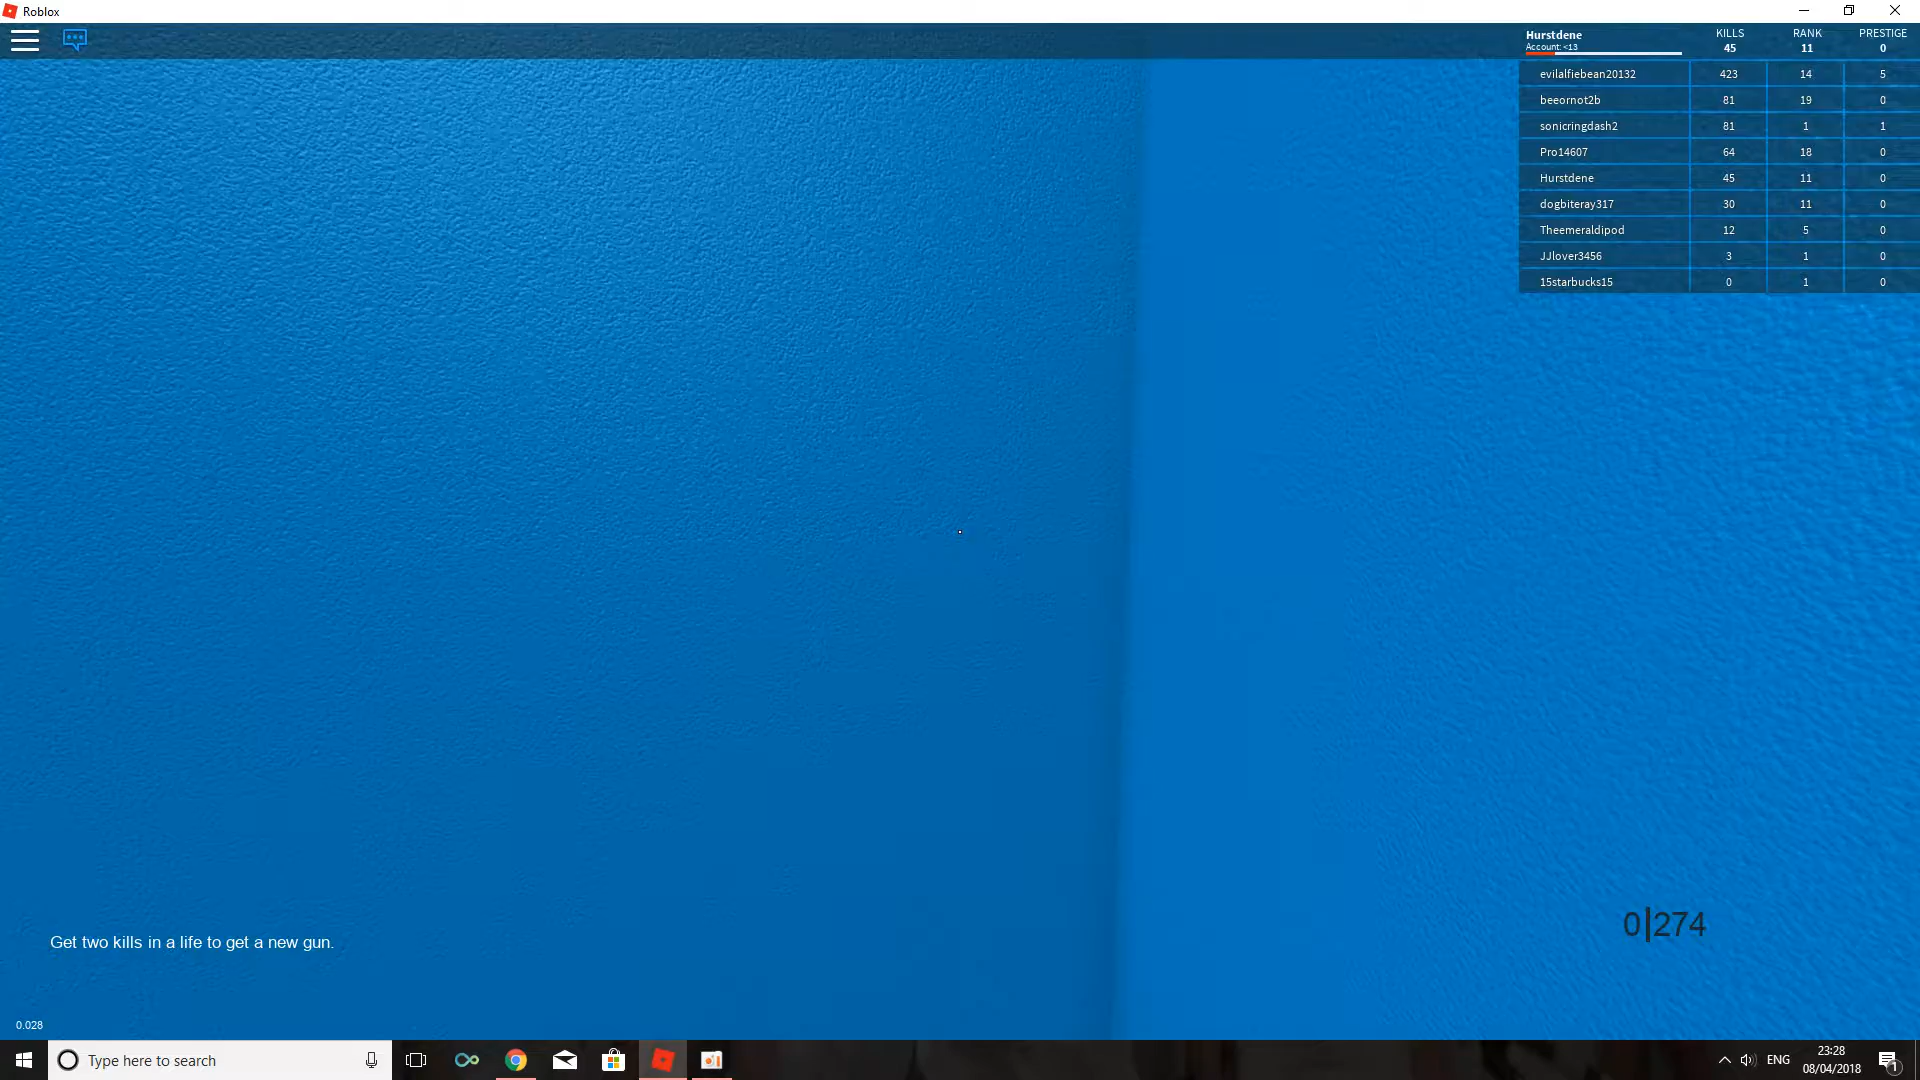 Roblox
Hurstdene KILLS RANK PRESTIGE
Account: <13 45 11 0
evilalfiebean20132 423 14 5
beeornot2b 81 19 0
sonicringdash2 81 1 1
Pro14607 64 18 0
Hurstdene 45 11 0
dogbiteray317 30 11 0
Theemeraldipod 12 5 0
JJlover3456 3 1 0
15starbucks15 0 1 0
0|274
Get two kills in a life to get a new gun.
0.028
Type here to search
ENG
23:28
08/04/2018
1